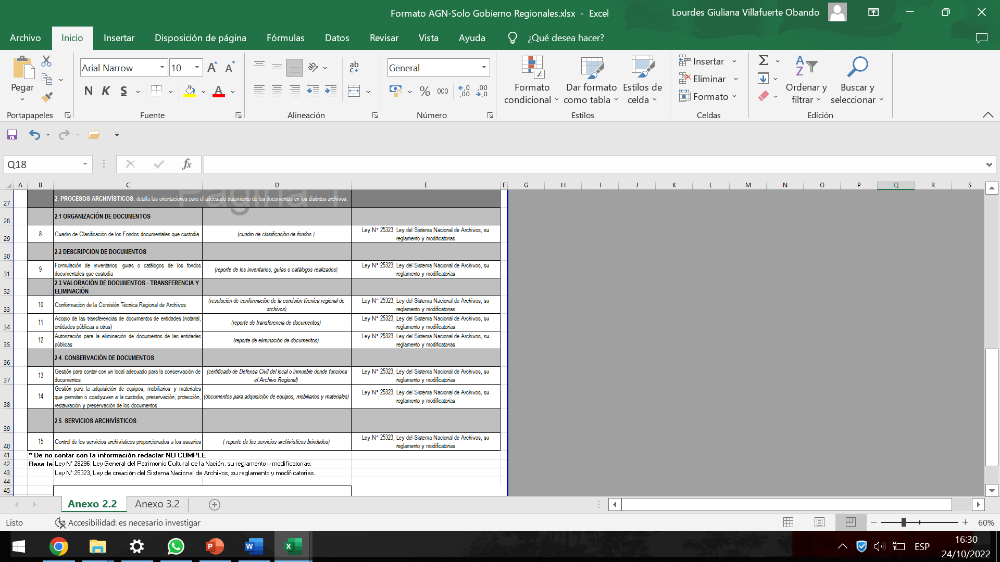 Formato AGN-Solo Gobierno Regionales.xlsx - Excel
Lourdes Giuliana Villafuerte Obando
Archivo Inicio Insertar Disposición de página Fórmulas Datos Revisar Vista Ayuda ¿Qué desea hacer?
Pegar
Portapapeles
Arial Narrow 10
N K S
Fuente
Alineación
General
% 000
Número
Formato condicional
Dar formato como tabla
Estilos de celda
Estilos
Insertar
Eliminar
Formato
Celdas
Ordenar y filtrar
Buscar y seleccionar
Edición
Q18
fx
A B C D E F G H I J K L M N O P Q R S
Página 1
27 2. PROCESOS ARCHIVÍSTICOS: detalla las orientaciones para el adecuado tratamiento de los documentos en los distintos archivos.
28 2.1 ORGANIZACIÓN DE DOCUMENTOS
29 8 Cuadro de Clasificación de los Fondos documentales que custodia (cuadro de clasificación de fondos ) Ley N° 25323, Ley del Sistema Nacional de Archivos, su reglamento y modificatorias
30 2.2 DESCRIPCIÓN DE DOCUMENTOS
31 9 Formulación de inventarios, guias o catálogos de los fondos documentales que custodia (reporte de los inventarios, guías o catálogos realizados) Ley N° 25323, Ley del Sistema Nacional de Archivos, su reglamento y modificatorias
32 2.3 VALORACIÓN DE DOCUMENTOS - TRANSFERENCIA Y ELIMINACIÓN
33 10 Conformación de la Comisión Técnica Regional de Archivos (resolución de conformación de la comisión técnica regional de archivos) Ley N° 25323, Ley del Sistema Nacional de Archivos, su reglamento y modificatorias
34 11 Acopio de las transferencias de documentos de entidades (notarial, entidades públicas u otras) (reporte de transferencia de documentos) Ley N° 25323, Ley del Sistema Nacional de Archivos, su reglamento y modificatorias
35 12 Autorización para la eliminación de documentos de las entidades públicas (reporte de eliminación de documentos) Ley N° 25323, Ley del Sistema Nacional de Archivos, su reglamento y modificatorias
36 2.4. CONSERVACIÓN DE DOCUMENTOS
37 13 Gestión para contar con un local adecuado para la conservación de documentos (certificado de Defensa Civil del local o inmueble donde funciona el Archivo Regional) Ley N° 25323, Ley del Sistema Nacional de Archivos, su reglamento y modificatorias
38 14 Gestión para la adquisición de equipos, mobiliarios y materiales que permitan o coadyuven a la custodia, preservación, protección, restauración y preservación de los documentos (documentos para adquisición de equipos, mobiliarios y materiales) Ley N° 25323, Ley del Sistema Nacional de Archivos, su reglamento y modificatorias
39 2.5. SERVICIOS ARCHIVÍSTICOS
40 15 Control de los servicios archivísticos proporcionados a los usuarios ( reporte de los servicios archivísticos brindados) Ley N° 25323, Ley del Sistema Nacional de Archivos, su reglamento y modificatorias
41 * De no contar con la información redactar NO CUMPLE
42 Base le Ley N° 28296, Ley General del Patrimonio Cultural de la Nación, su reglamento y modificatorias.
43 Ley N° 25323, Ley de creación del Sistema Nacional de Archivos, su reglamento y modificatorias.
44
45
Anexo 2.2 Anexo 3.2
Listo Accesibilidad: es necesario investigar
60%
ESP
16:30
24/10/2022